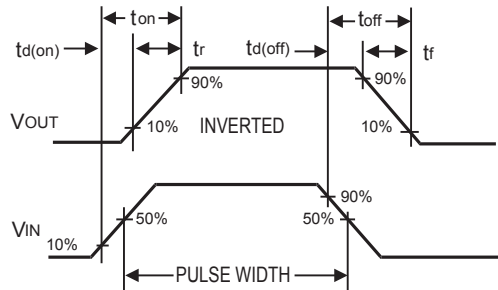 ton toff
td(on) tr td(off) tf
90% 90%
VOUT 10% INVERTED 10%
90%
50% 50%
VIN
10%
PULSE WIDTH